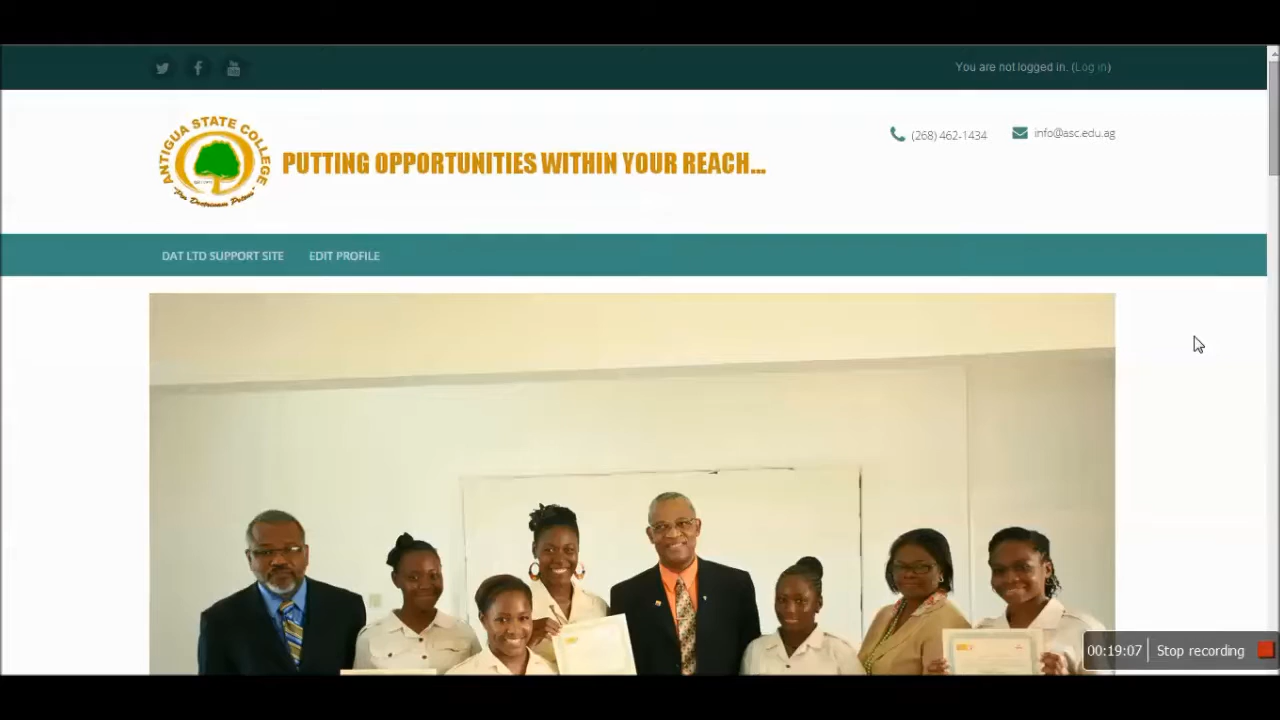 You are not logged in. (Log in)
ANTIGUA STATE COLLEGE
PUTTING OPPORTUNITIES WITHIN YOUR REACH...
(268) 462-1434
info@asc.edu.ag
DAT LTD SUPPORT SITE
EDIT PROFILE
00:19:07
Stop recording